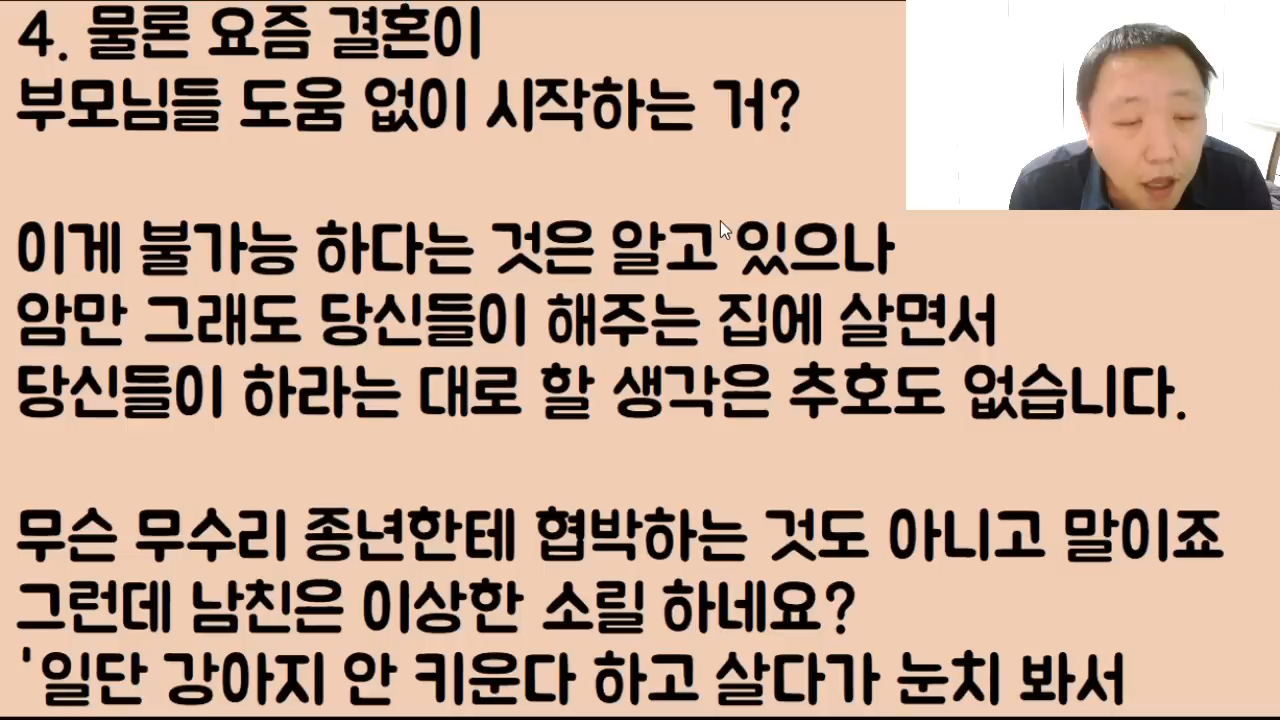 4. 물론 요즘 결혼이
부모님들 도움 없이 시작하는 거?
이게 불가능 하다는 것은 알고 있으나
암만 그래도 당신들이 해주는 집에 살면서
당신들이 하라는 대로 할 생각은 추호도 없습니다.
무슨 무수리 종년한테 협박하는 것도 아니고 말이죠
그런데 남친은 이상한 소릴 하네요?
'일단 강아지 안 키운다 하고 살다가 눈치 봐서